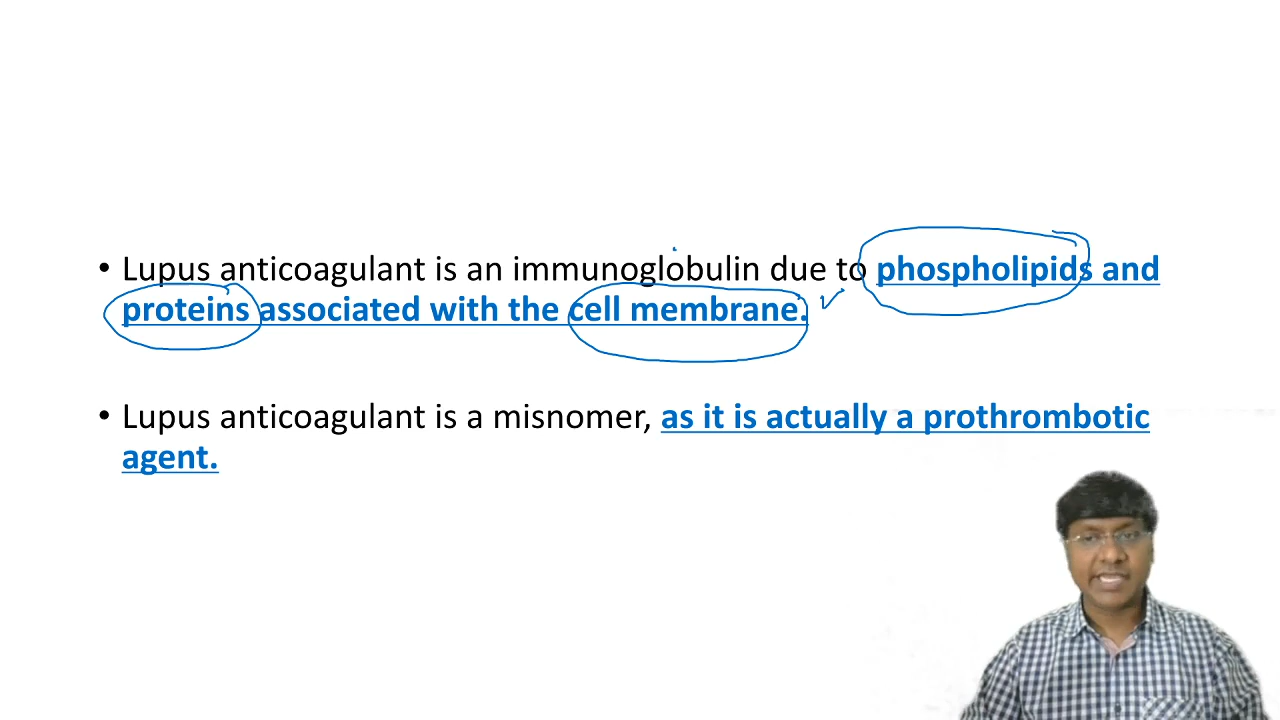 • Lupus anticoagulant is an immunoglobulin due to phospholipids and
proteins associated with the cell membrane.
• Lupus anticoagulant is a misnomer, as it is actually a prothrombotic
agent.